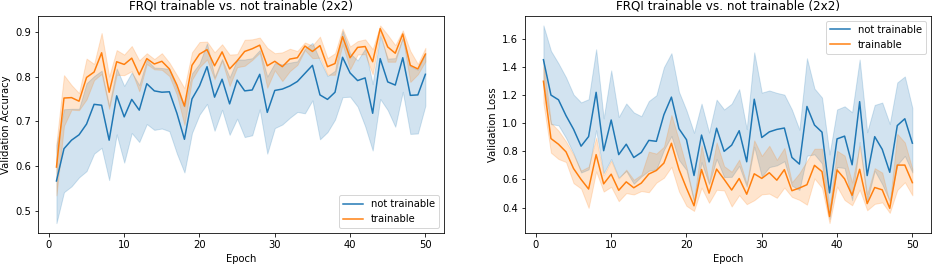 FRQI trainable vs. not trainable (2x2)
Validation Accuracy
0.9
0.8
0.7
0.6
0.5
not trainable
trainable
0
10
20
30
40
50
Epoch
FRQI trainable vs. not trainable (2x2)
Validation Loss
1.6
1.4
1.2
1.0
0.8
0.6
0.4
not trainable
trainable
0
10
20
30
40
50
Epoch